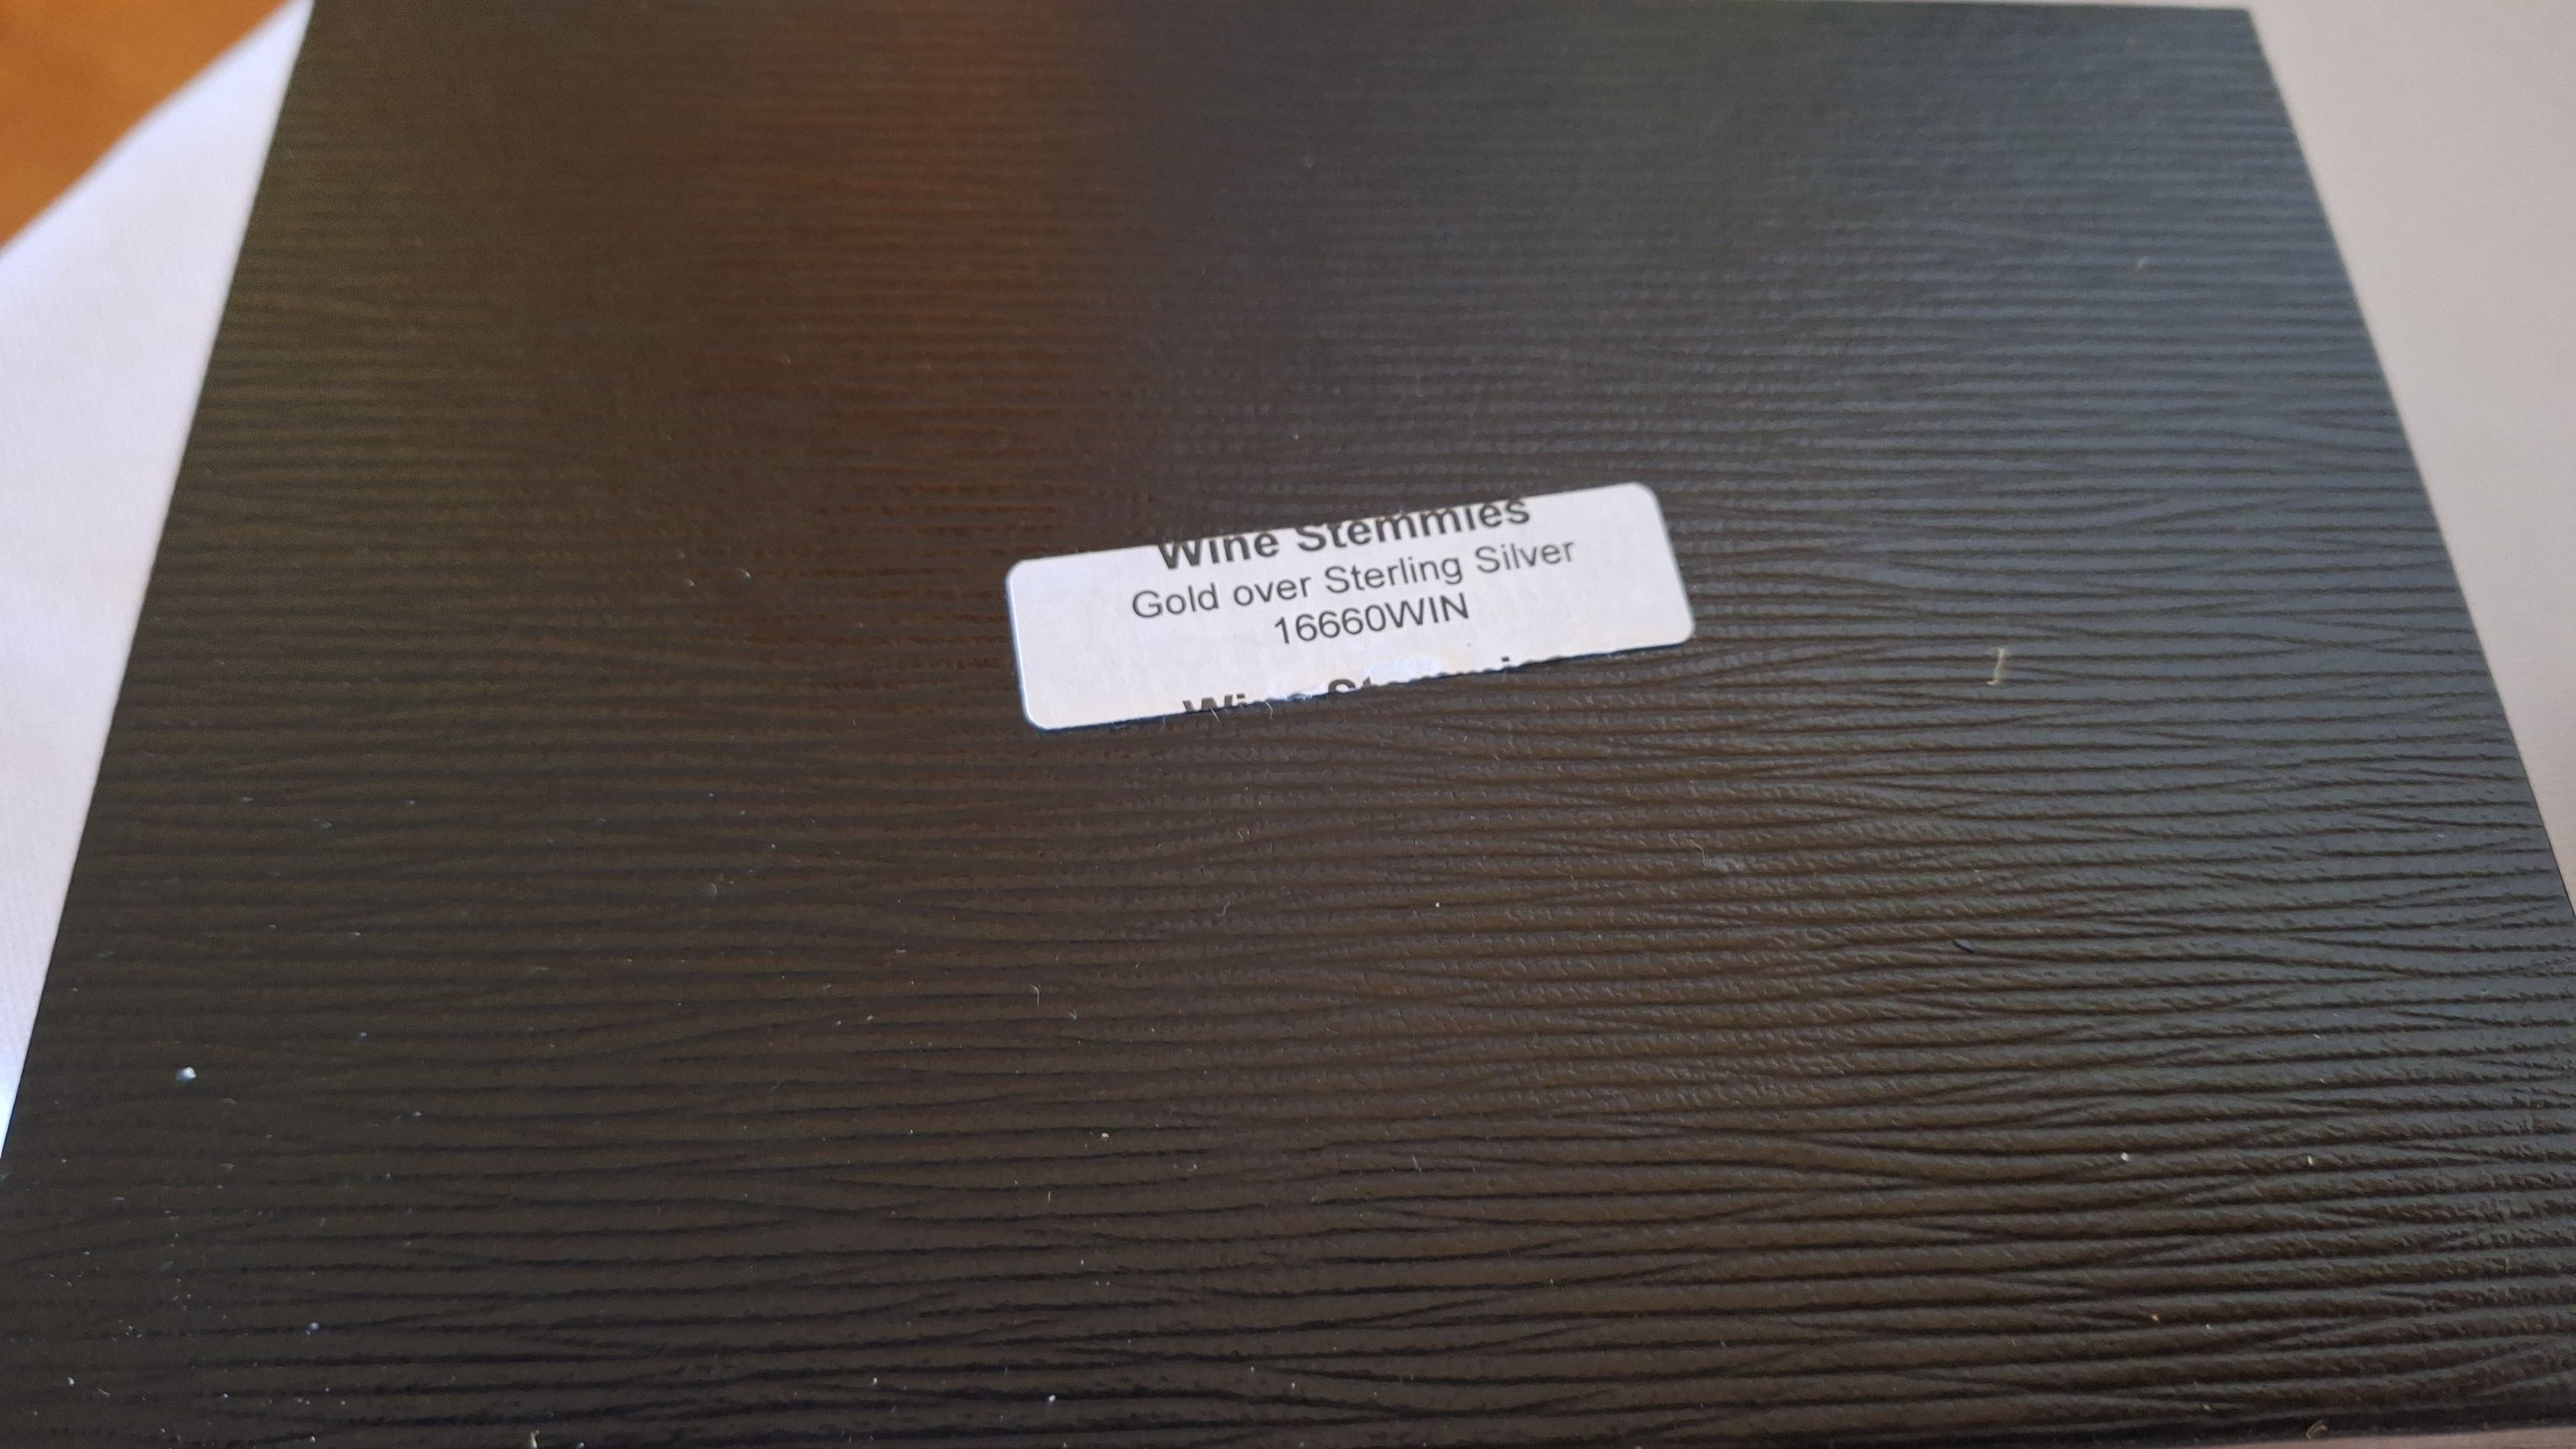 Wine Stemmies
Gold over Sterling Silver
16660WIN